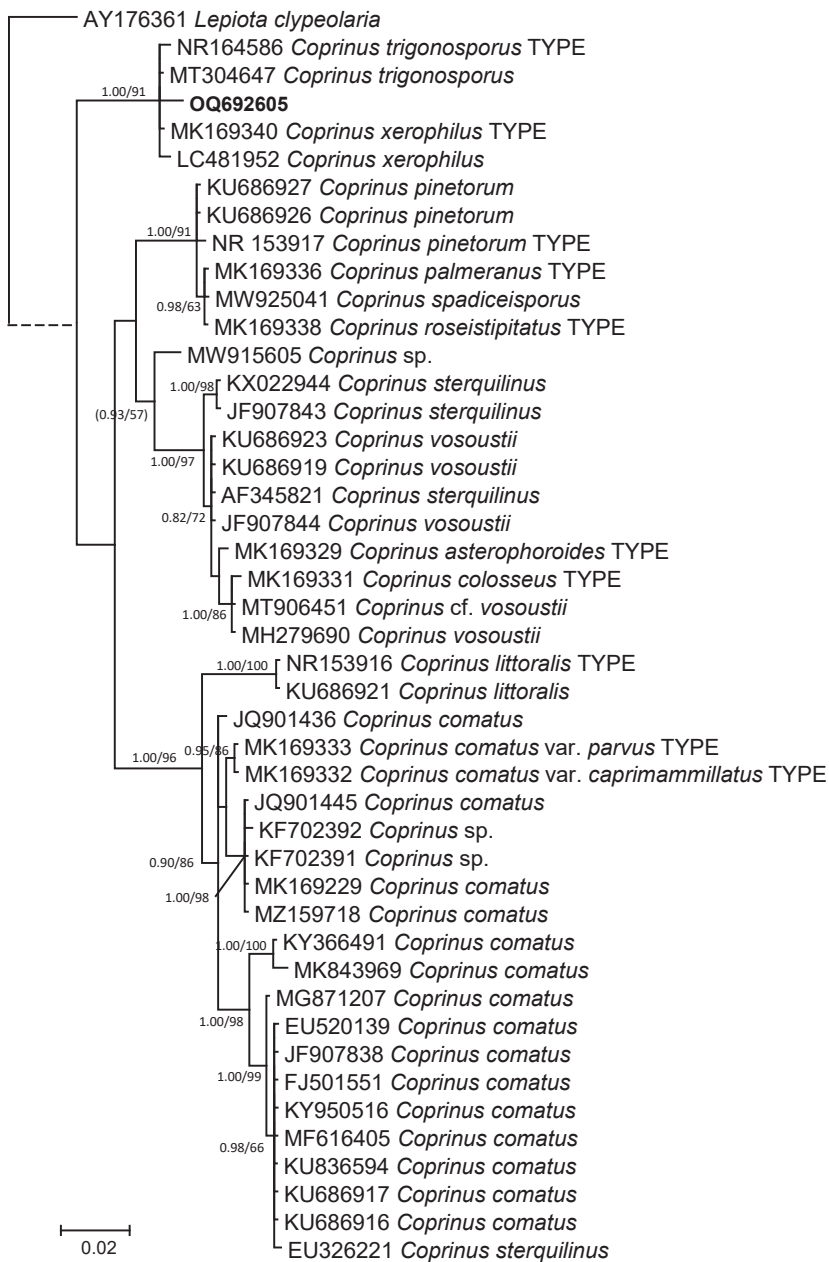 AY176361 Lepiota clypeolaria
NR164586 Coprinus trigonosporus TYPE
MT304647 Coprinus trigonosporus
1.00/91
OQ692605
MK169340 Coprinus xerophilus TYPE
LC481952 Coprinus xerophilus
KU686927 Coprinus pinetorum
KU686926 Coprinus pinetorum
1.00/91
NR 153917 Coprinus pinetorum TYPE
MK169336 Coprinus palmeranus TYPE
MW925041 Coprinus spadiceisporus
0.98/63
MK169338 Coprinus roseistipitatus TYPE
MW915605 Coprinus sp.
KX022944 Coprinus sterquilinus
1.00/98
JF907843 Coprinus sterquilinus
(0.93/57)
KU686923 Coprinus vosoustii
1.00/97
KU686919 Coprinus vosoustii
AF345821 Coprinus sterquilinus
0.82/72
JF907844 Coprinus vosoustii
MK169329 Coprinus asterophoroides TYPE
MK169331 Coprinus colosseus TYPE
MT906451 Coprinus cf. vosoustii
1.00/86
MH279690 Coprinus vosoustii
1.00/100
NR153916 Coprinus littoralis TYPE
KU686921 Coprinus littoralis
JQ901436 Coprinus comatus
0.95/86
MK169333 Coprinus comatus var. parvus TYPE
1.00/96
MK169332 Coprinus comatus var. caprimammillatus TYPE
JQ901445 Coprinus comatus
KF702392 Coprinus sp.
0.90/86
KF702391 Coprinus sp.
MK169229 Coprinus comatus
1.00/98
MZ159718 Coprinus comatus
1.00/100
KY366491 Coprinus comatus
MK843969 Coprinus comatus
MG871207 Coprinus comatus
1.00/98
EU520139 Coprinus comatus
JF907838 Coprinus comatus
1.00/99
FJ501551 Coprinus comatus
KY950516 Coprinus comatus
MF616405 Coprinus comatus
0.98/66
KU836594 Coprinus comatus
KU686917 Coprinus comatus
KU686916 Coprinus comatus
EU326221 Coprinus sterquilinus
0.02